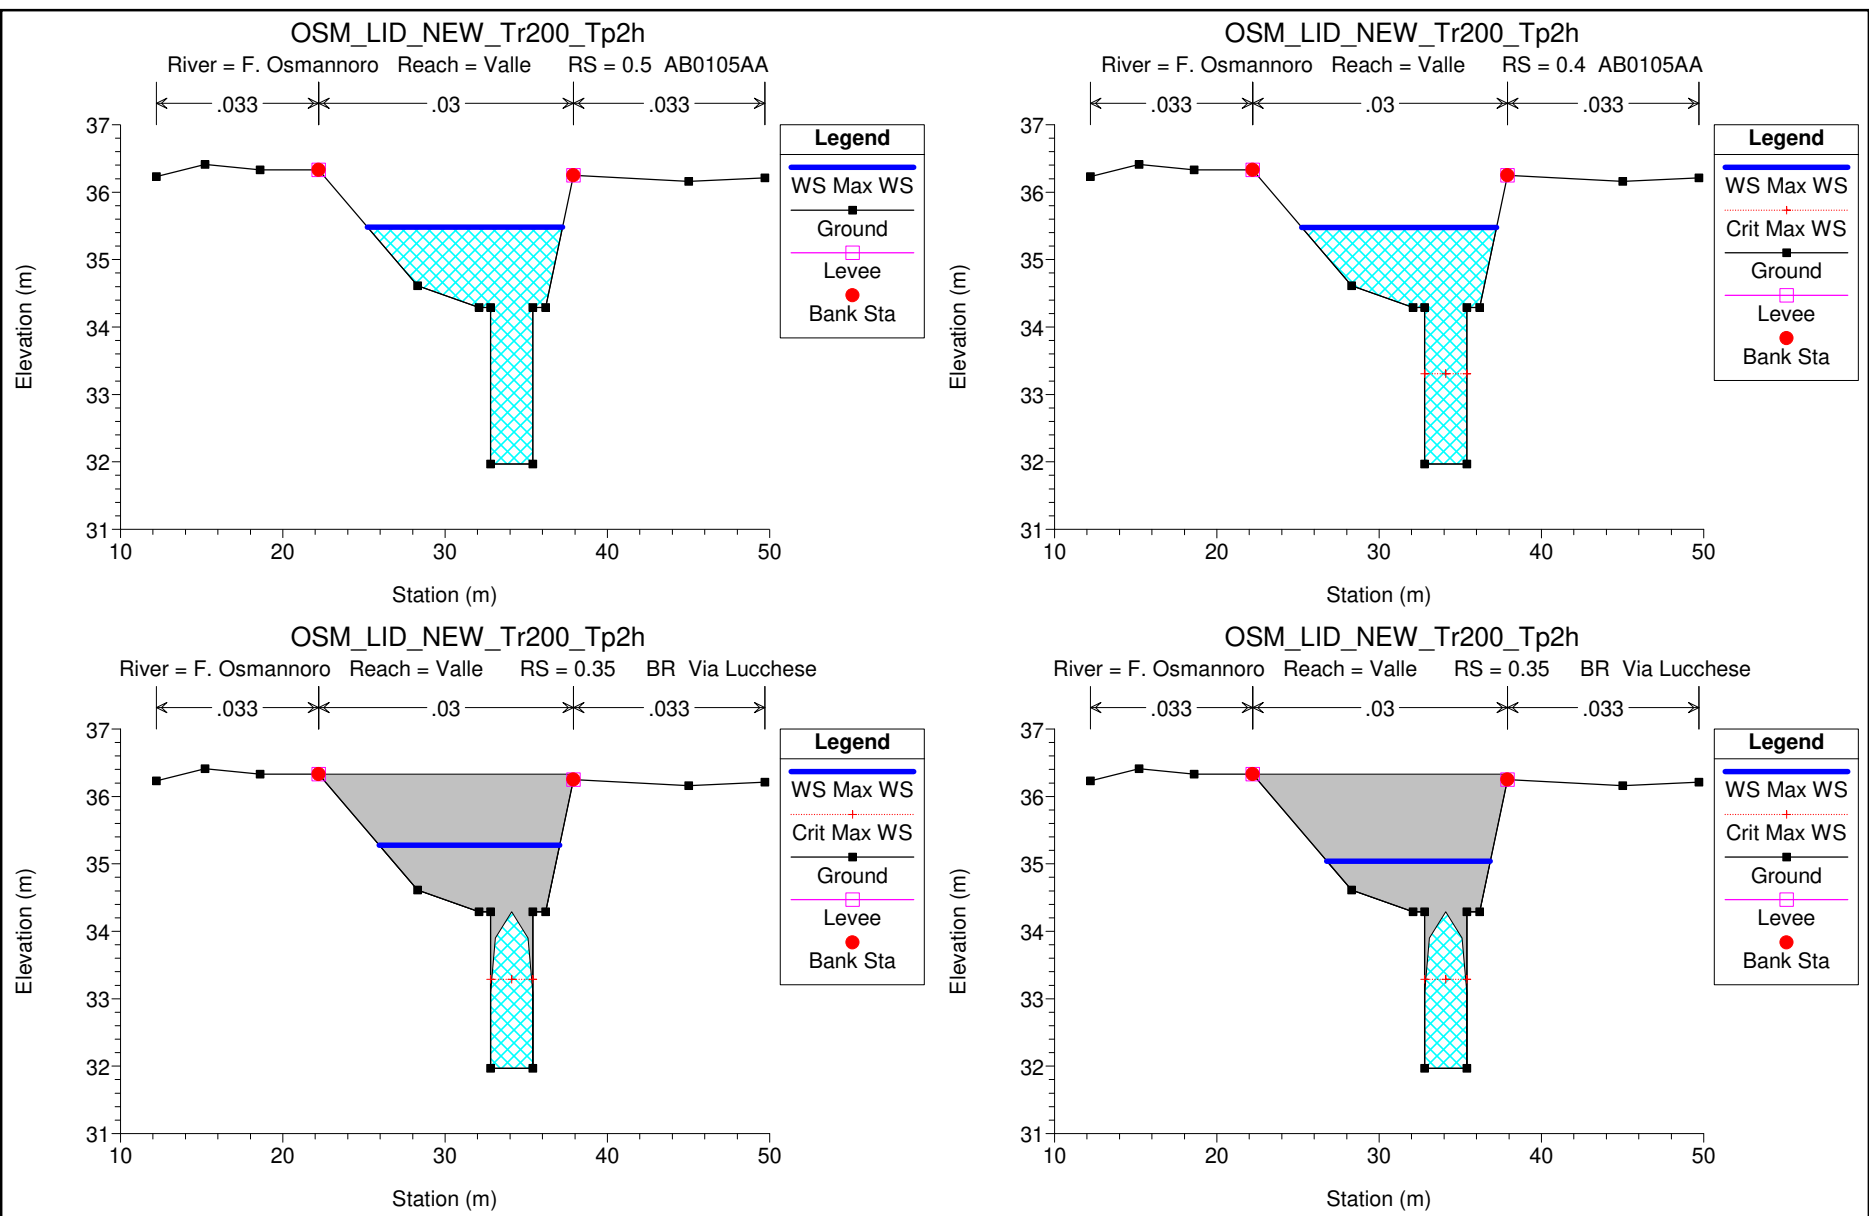 OSM_LID_NEW_Tr200_Tp2h
River = F. Osmannoro Reach = Valle RS = 0.5 AB0105AA
.033 .03 .033
37
36
35
34
33
32
31
10 20 30 40 50
Elevation (m)
Station (m)
Legend
WS Max WS
Ground
Levee
Bank Sta
OSM_LID_NEW_Tr200_Tp2h
River = F. Osmannoro Reach = Valle RS = 0.4 AB0105AA
.033 .03 .033
37
36
35
34
33
32
31
10 20 30 40 50
Elevation (m)
Station (m)
Legend
WS Max WS
Crit Max WS
Ground
Levee
Bank Sta
OSM_LID_NEW_Tr200_Tp2h
River = F. Osmannoro Reach = Valle RS = 0.35 BR Via Lucchese
.033 .03 .033
37
36
35
34
33
32
31
10 20 30 40 50
Elevation (m)
Station (m)
Legend
WS Max WS
Crit Max WS
Ground
Levee
Bank Sta
OSM_LID_NEW_Tr200_Tp2h
River = F. Osmannoro Reach = Valle RS = 0.35 BR Via Lucchese
.033 .03 .033
37
36
35
34
33
32
31
10 20 30 40 50
Elevation (m)
Station (m)
Legend
WS Max WS
Crit Max WS
Ground
Levee
Bank Sta